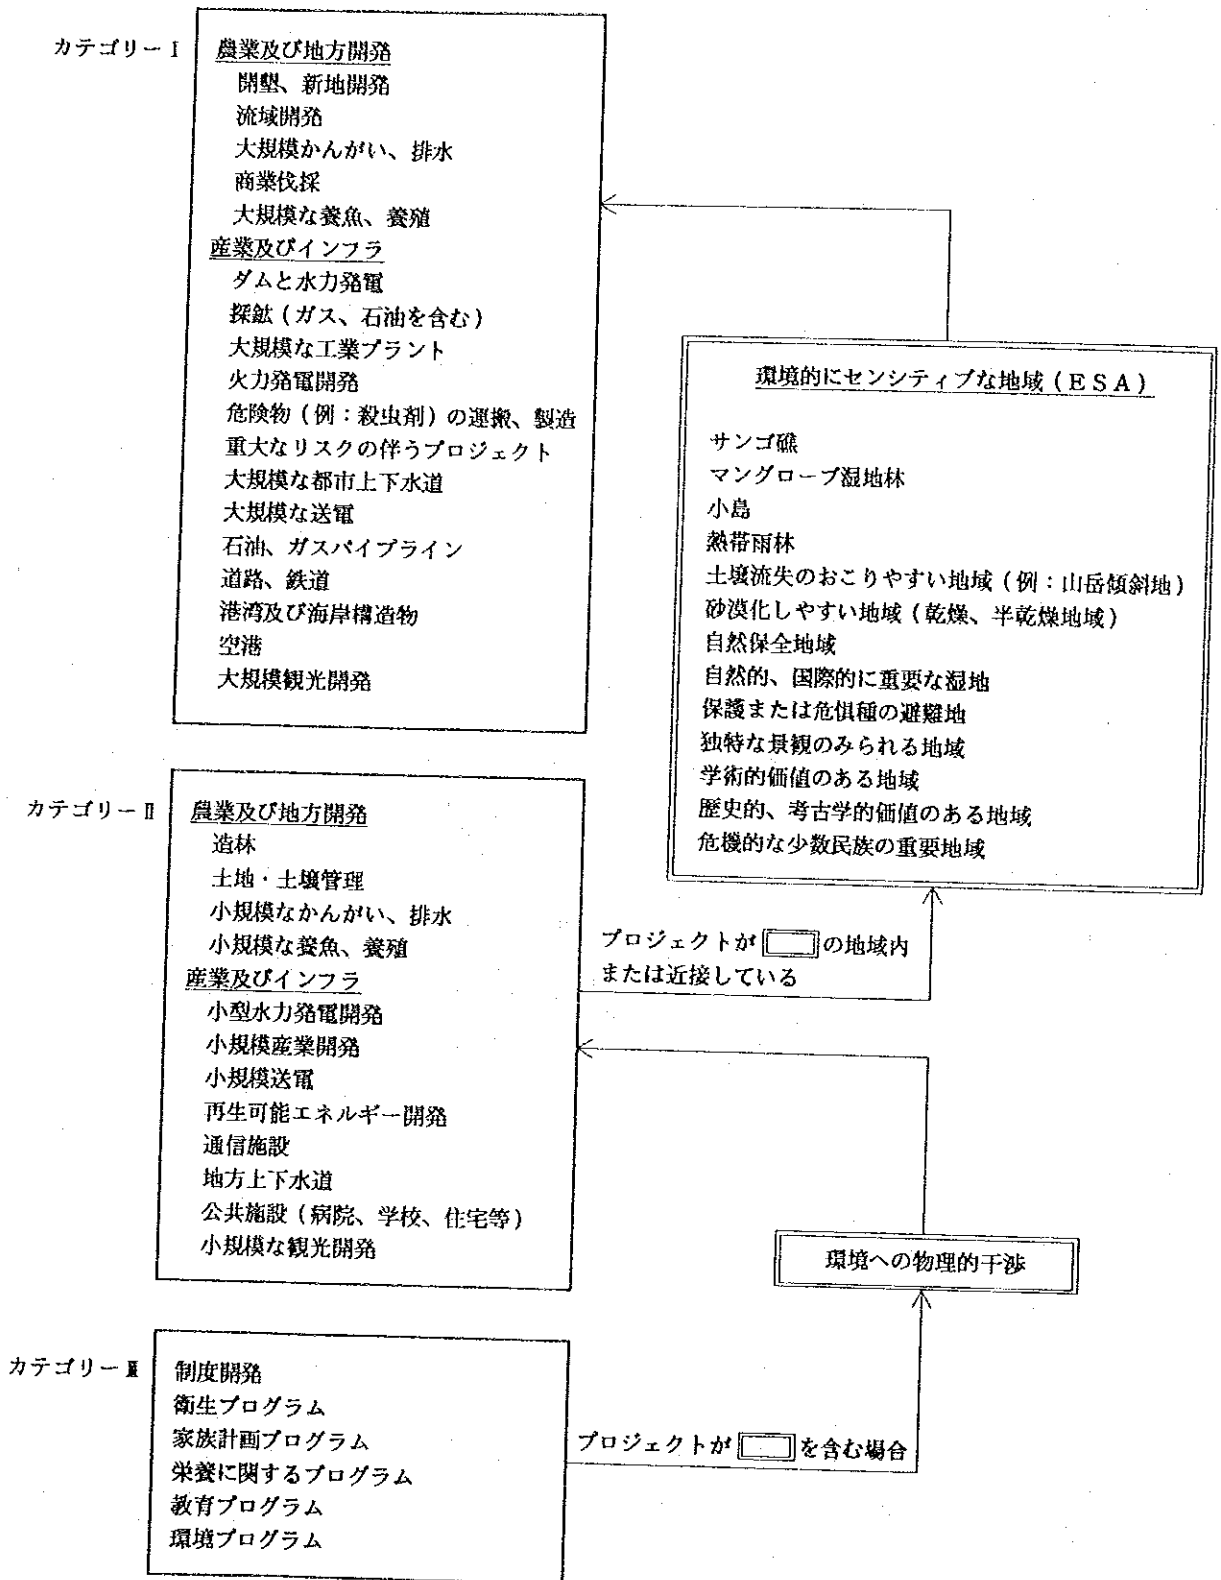 カテゴリーⅠ
農業及び地方開発
開墾、新地開発
流域開発
大規模かんがい、排水
商業伐採
大規模な養魚、養殖
産業及びインフラ
ダムと水力発電
探鉱(ガス、石油を含む)
大規模な工業プラント
火力発電開発
危険物(例:殺虫剤)の運搬、製造
重大なリスクの伴うプロジェクト
大規模な都市上下水道
大規模な送電
石油、ガスパイプライン
道路、鉄道
港湾及び海岸構造物
空港
大規模観光開発
環境的にセンシティブな地域(ESA)
サンゴ礁
マングローブ湿地林
小島
熱帯雨林
土壌流失のおこりやすい地域(例:山岳傾斜地)
砂漠化しやすい地域(乾燥、半乾燥地域)
自然保全地域
自然的、国際的に重要な湿地
保護または危惧種の避難地
独特な景観のみられる地域
学術的価値のある地域
歴史的、考古学的価値のある地域
危機的な少数民族の重要地域
カテゴリーⅡ
農業及び地方開発
造林
土地・土壌管理
小規模なかんがい、排水
小規模な養魚、養殖
産業及びインフラ
小型水力発電開発
小規模産業開発
小規模送電
再生可能エネルギー開発
通信施設
地方上下水道
公共施設(病院、学校、住宅等)
小規模な観光開発
プロジェクトが の地域内
または近接している
環境への物理的干渉
カテゴリーⅢ
制度開発
衛生プログラム
家族計画プログラム
栄養に関するプログラム
教育プログラム
環境プログラム
プロジェクトが を含む場合